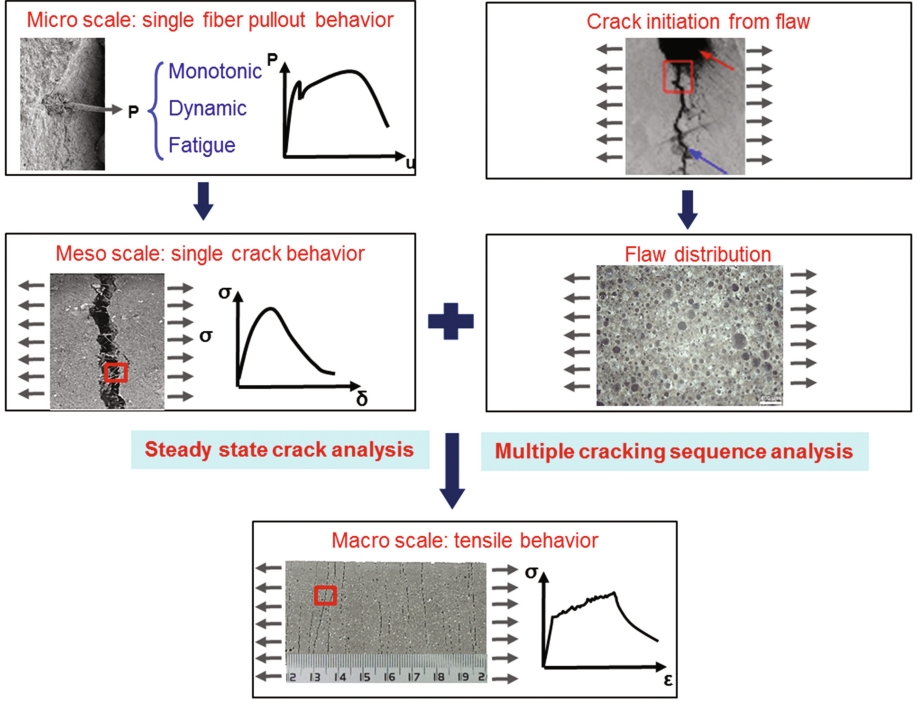 Micro scale: single fiber pullout behavior
P
Monotonic
Dynamic
Fatigue
P
u
Crack initiation from flaw
Meso scale: single crack behavior
σ
σ
δ
Flaw distribution
Steady state crack analysis
Multiple cracking sequence analysis
Macro scale: tensile behavior
σ
ε
2 13 14 15 16 17 18 19 2